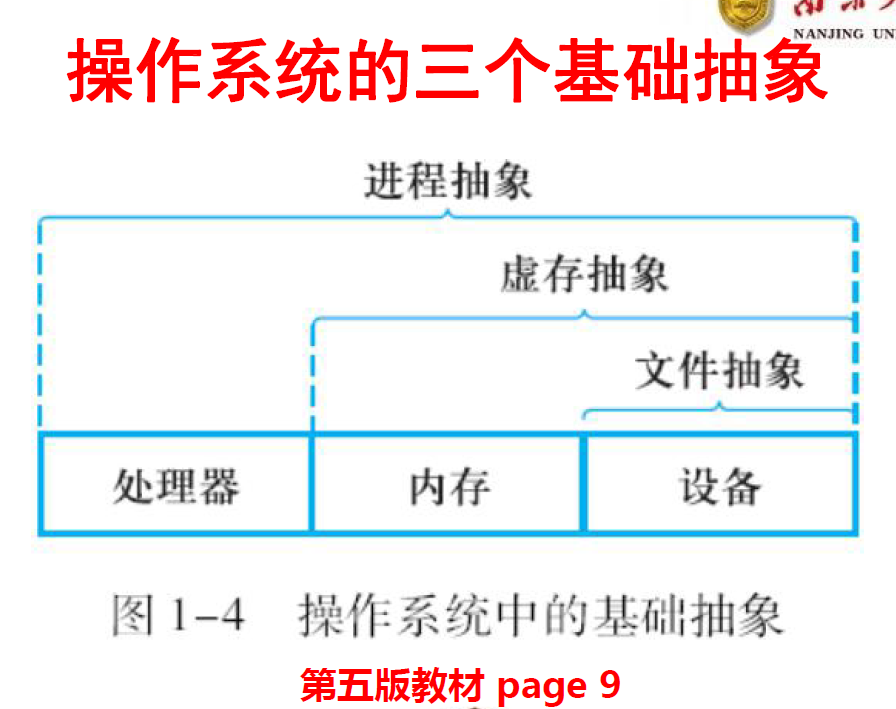 NANJING UN
操作系统的三个基础抽象
进程抽象
虚存抽象
文件抽象
处理器 内存 设备
图 1-4 操作系统中的基础抽象
第五版教材 page 9